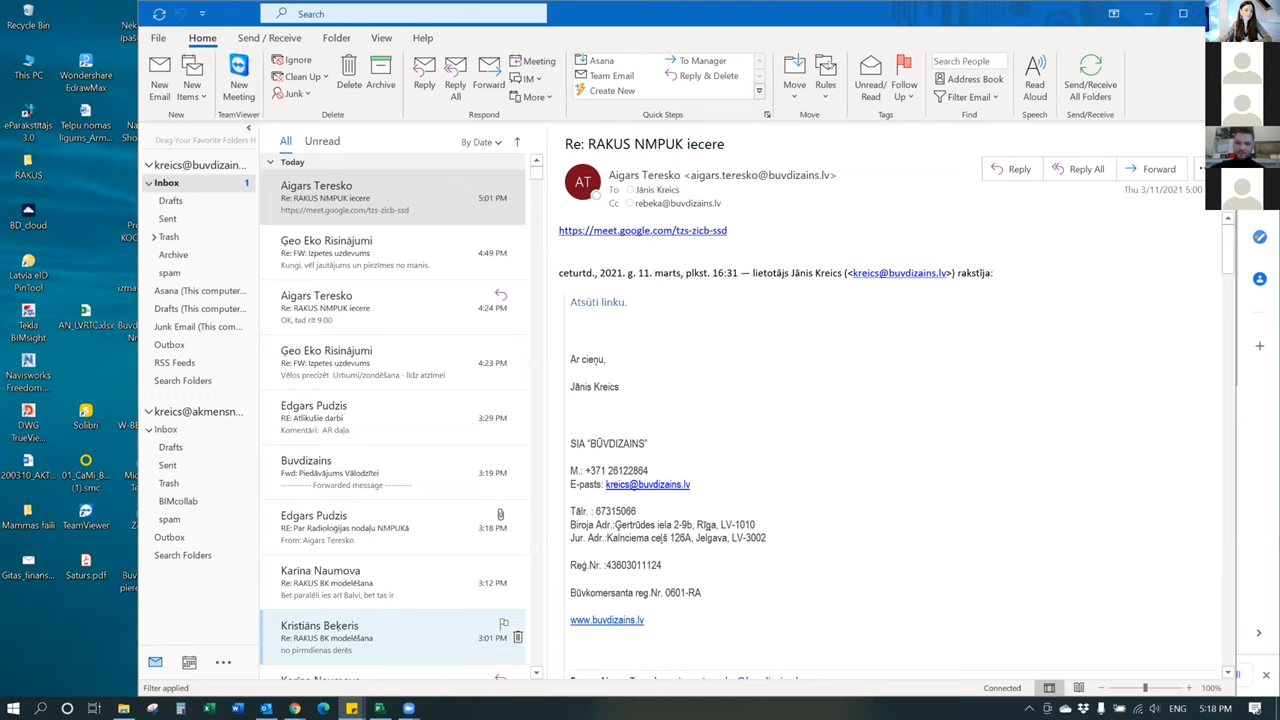 Search
File Home Send / Receive Folder View Help
New Email
New Items
New Meeting
Ignore
Clean Up
Junk
Delete
Archive
Reply
Reply All
Forward
Meeting
IM
More
Asana
Team Email
Create New
To Manager
Reply & Delete
Move
Rules
Unread/ Read
Follow Up
Search People
Address Book
Filter Email
Read Aloud
Send/Receive All Folders
New
TeamViewer
Delete
Respond
Quick Steps
Move
Tags
Find
Speech
Send/Receive
Recycle Bin
This PC
Wondershare EdrawMax
eParakstītājs 3.0
Telpu nomas līgums_Arm...
RAKUS
BD_cloud
Latvia eID PinTool
Tekla BIMsight
AN_LVRTC.xlsx
Navisworks Freedom ...
DWG TrueVie...
Solibri
200310_AKT...
01_CaMi_B... (1).smc
Mammas faili
TeamViewer
Gitas_finans...
Saturs.pdf
Drag Your Favorite Folders H
kreics@buvdizain...
Inbox 1
Drafts
Sent
Trash
Archive
spam
Asana (This computer...
Drafts (This computer...
Junk Email (This com...
Outbox
RSS Feeds
Search Folders
kreics@akmensn...
Inbox
Drafts
Sent
Trash
BIMcollab
spam
Outbox
Search Folders
All Unread By Date
Today
Aigars Teresko
Re: RAKUS NMPUK iecere 5:01 PM
https://meet.google.com/tzs-zicb-ssd
Ģeo Eko Risinājumi
Re: FW: Izpetes uzdevums 4:49 PM
Kungi, vēl jautājums un piezīmes no manis.
Aigars Teresko
Re: RAKUS NMPUK iecere 4:24 PM
OK, tad rīt 9.00
Ģeo Eko Risinājumi
Re: FW: Izpetes uzdevums 4:23 PM
Vēlos precizēt Urbumi/zondēšana - līdz atzīmei
Edgars Pudzis
RE: Atlikušie darbi 3:29 PM
Komentāri: AR daļa
Buvdizains
Fwd: Piedāvājums Vālodzītei 3:19 PM
---------- Forwarded message ----------
Edgars Pudzis
RE: Par Radioloģijas nodaļu NMPUKā 3:18 PM
From: Aigars Teresko
Karīna Naumova
Re: RAKUS BK modelēšana 3:12 PM
Bet paralēli ies arī Balvi, bet tas ir
Kristiāns Beķeris
Re: RAKUS BK modelēšana 3:01 PM
no pirmdienas derēs
Karīna Naumova
Re: RAKUS NMPUK iecere
AT
Aigars Teresko <aigars.teresko@buvdizains.lv>
To Jānis Kreics
Cc rebeka@buvdizains.lv
Reply Reply All Forward
Thu 3/11/2021 5:00
https://meet.google.com/tzs-zicb-ssd
ceturtd., 2021. g. 11. marts, plkst. 16:31 — lietotājs Jānis Kreics (<kreics@buvdizains.lv>) rakstīja:
Atsūti linku.
Ar cieņu,
Jānis Kreics
SIA “BŪVDIZAINS”
M.: +371 26122864
E-pasts: kreics@buvdizains.lv
Tālr. : 67315066
Biroja Adr.:Ģertrūdes iela 2-9b, Rīga, LV-1010
Jur. Adr.:Kalnciema ceļš 126A, Jelgava, LV-3002
Reģ.Nr. :43603011124
Būvkomersanta reg.Nr. 0601-RA
www.buvdizains.lv
Filter applied
Connected
100%
ENG 5:18 PM